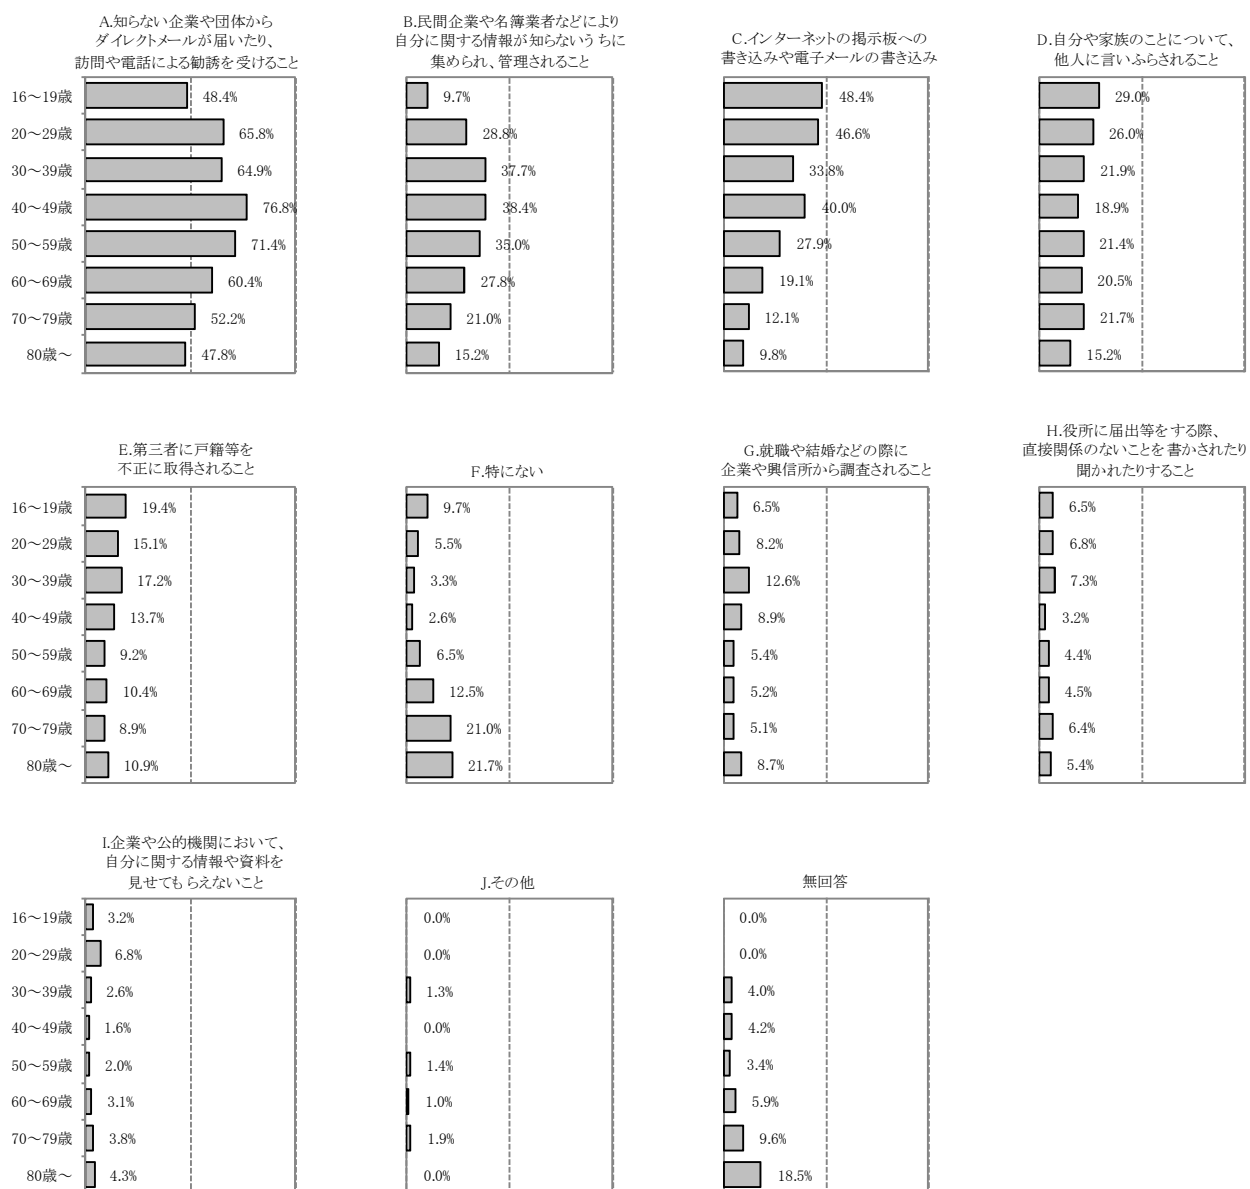 A.知らない企業や団体から
ダイレクトメールが届いたり、
訪問や電話による勧誘を受けること
B.民間企業や名簿業者などにより
自分に関する情報が知らないうちに
集められ、管理されること
C.インターネットの掲示板への
書き込みや電子メールの書き込み
D.自分や家族のことについて、
他人に言いふらされること
16～19歳 48.4% 9.7% 48.4% 29.0%
20～29歳 65.8% 28.8% 46.6% 26.0%
30～39歳 64.9% 37.7% 33.8% 21.9%
40～49歳 76.8% 38.4% 40.0% 18.9%
50～59歳 71.4% 35.0% 27.9% 21.4%
60～69歳 60.4% 27.8% 19.1% 20.5%
70～79歳 52.2% 21.0% 12.1% 21.7%
80歳～ 47.8% 15.2% 9.8% 15.2%
E.第三者に戸籍等を
不正に取得されること
F.特にない
G.就職や結婚などの際に
企業や興信所から調査されること
H.役所に届出等をする際、
直接関係のないことを書かされたり
聞かれたりすること
16～19歳 19.4% 9.7% 6.5% 6.5%
20～29歳 15.1% 5.5% 8.2% 6.8%
30～39歳 17.2% 3.3% 12.6% 7.3%
40～49歳 13.7% 2.6% 8.9% 3.2%
50～59歳 9.2% 6.5% 5.4% 4.4%
60～69歳 10.4% 12.5% 5.2% 4.5%
70～79歳 8.9% 21.0% 5.1% 6.4%
80歳～ 10.9% 21.7% 8.7% 5.4%
I.企業や公的機関において、
自分に関する情報や資料を
見せてもらえないこと
J.その他
無回答
16～19歳 3.2% 0.0% 0.0%
20～29歳 6.8% 0.0% 0.0%
30～39歳 2.6% 1.3% 4.0%
40～49歳 1.6% 0.0% 4.2%
50～59歳 2.0% 1.4% 3.4%
60～69歳 3.1% 1.0% 5.9%
70～79歳 3.8% 1.9% 9.6%
80歳～ 4.3% 0.0% 18.5%